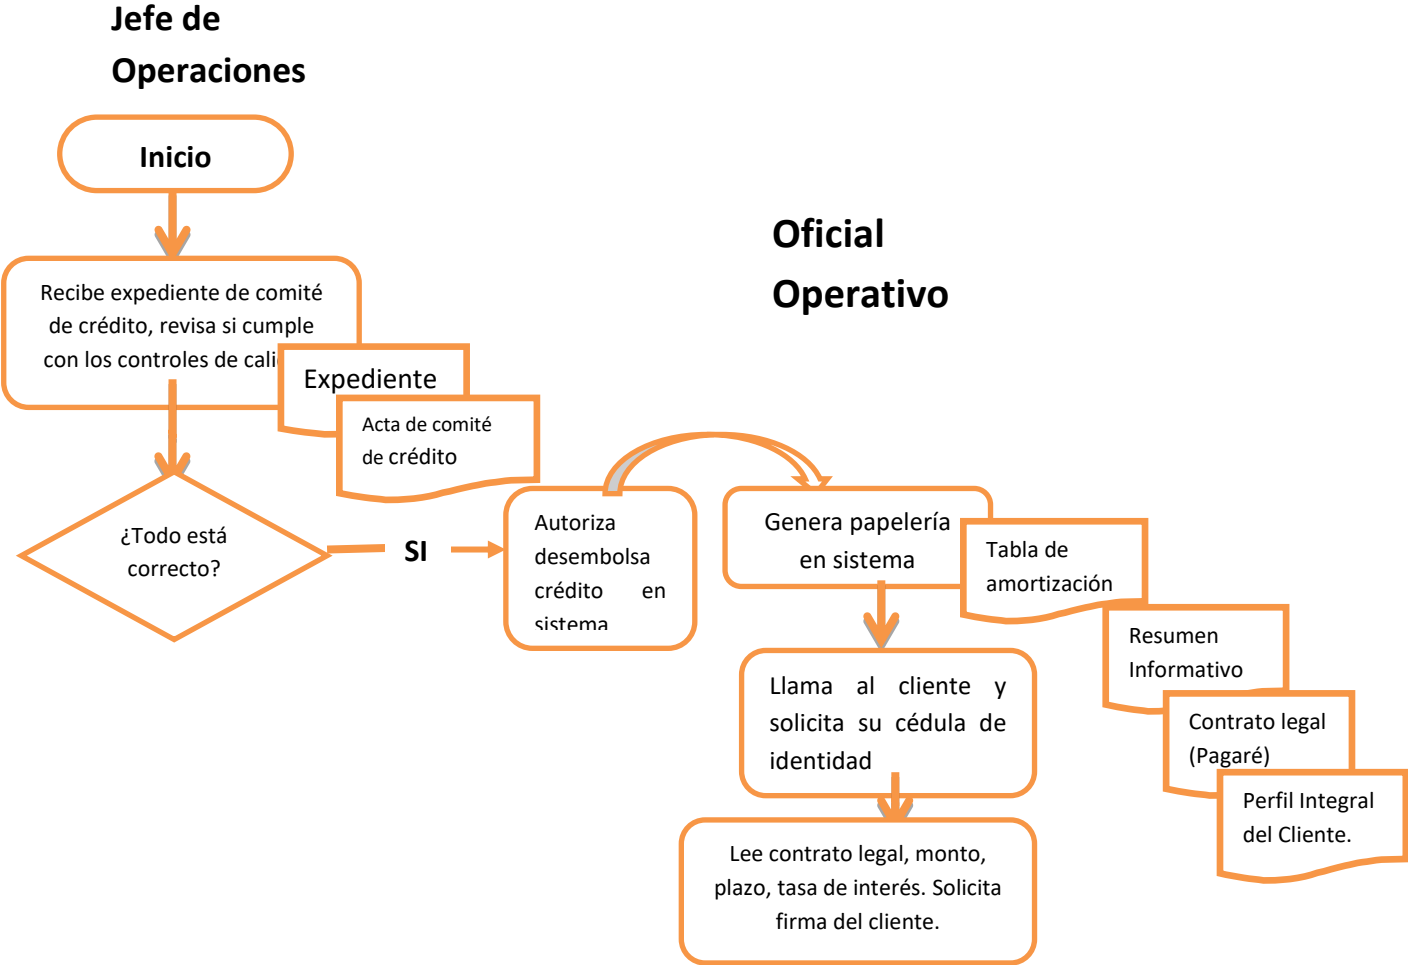 Jefe de
Operaciones
Inicio
Recibe expediente de comité
de crédito, revisa si cumple
con los controles de cali
Expediente
Acta de comité
de crédito
¿Todo está
correcto?
SI
Autoriza
desembolsa
crédito en
sistema
Oficial
Operativo
Genera papelería
en sistema
Tabla de
amortización
Resumen
Informativo
Contrato legal
(Pagaré)
Perfil Integral
del Cliente.
Llama al cliente y
solicita su cédula de
identidad
Lee contrato legal, monto,
plazo, tasa de interés. Solicita
firma del cliente.